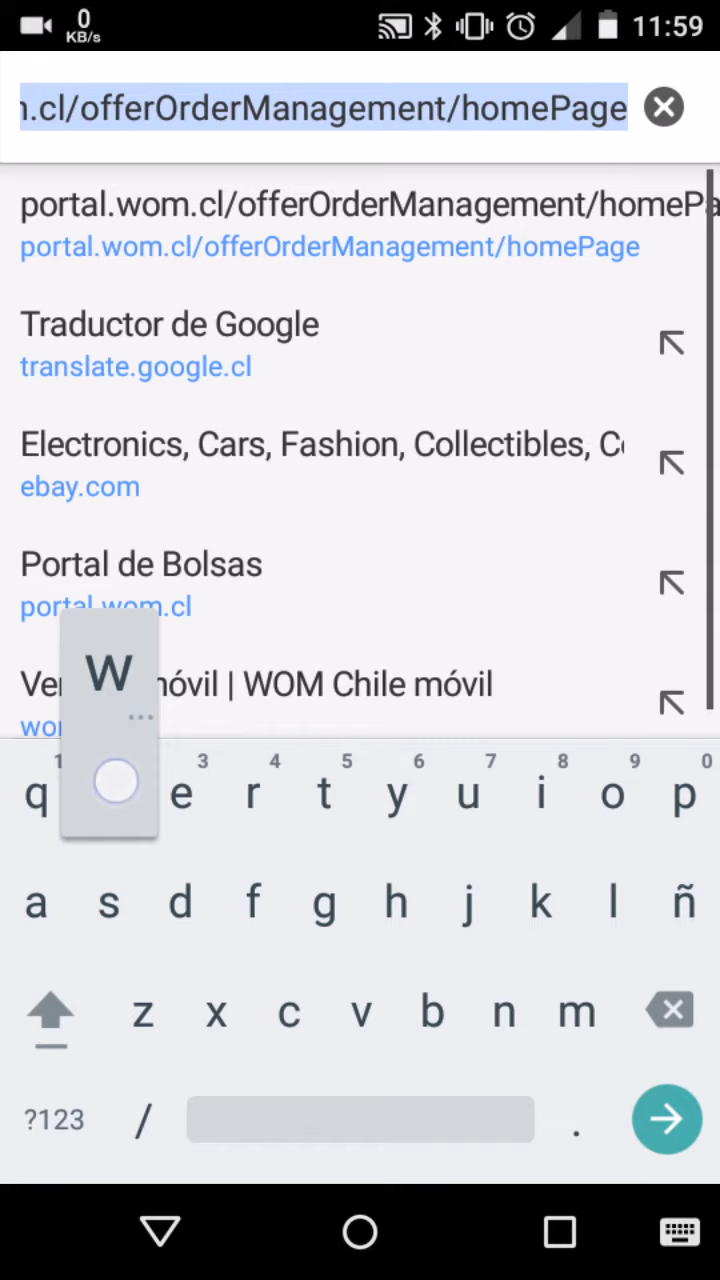 0
KB/s
11:59
n.cl/offerOrderManagement/homePage
portal.wom.cl/offerOrderManagement/homePa
portal.wom.cl/offerOrderManagement/homePage
Traductor de Google
translate.google.cl
Electronics, Cars, Fashion, Collectibles, Co
ebay.com
Portal de Bolsas
portal.wom.cl
móvil | WOM Chile móvil
w
1 3 4 5 6 7 8 9 0
q e r t y u i o p
a s d f g h j k l ñ
z x c v b n m
?123 / .